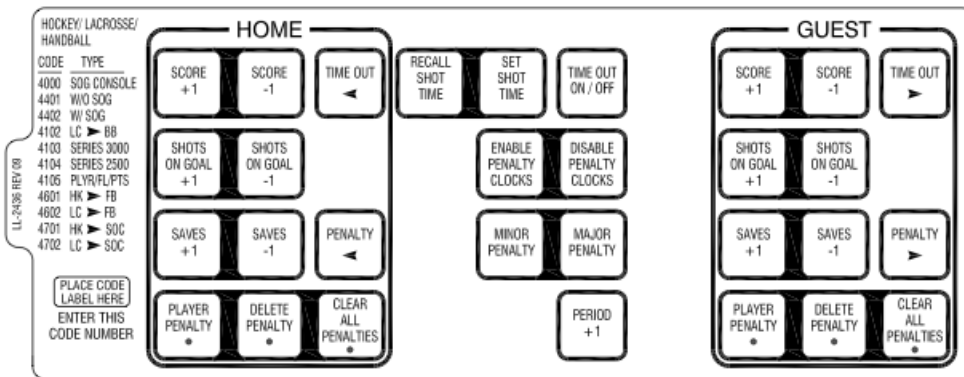 HOCKEY/ LACROSSE/
HANDBALL
CODE TYPE
4000 SOG CONSOLE
4401 W/O SOG
4402 W/ SOG
4102 LC ➤ BB
4103 SERIES 3000
4104 SERIES 2500
4105 PLYR/FL/PTS
4601 HK ➤ FB
4602 LC ➤ FB
4701 HK ➤ SOC
4702 LC ➤ SOC
LL-2436 REV 09
PLACE CODE
LABEL HERE
ENTER THIS
CODE NUMBER
HOME
SCORE
+1
SCORE
-1
TIME OUT
◄
SHOTS
ON GOAL
+1
SHOTS
ON GOAL
-1
SAVES
+1
SAVES
-1
PENALTY
◄
PLAYER
PENALTY
•
DELETE
PENALTY
•
CLEAR
ALL
PENALTIES
•
RECALL
SHOT
TIME
SET
SHOT
TIME
TIME OUT
ON / OFF
ENABLE
PENALTY
CLOCKS
DISABLE
PENALTY
CLOCKS
MINOR
PENALTY
MAJOR
PENALTY
PERIOD
+1
GUEST
SCORE
+1
SCORE
-1
TIME OUT
➤
SHOTS
ON GOAL
+1
SHOTS
ON GOAL
-1
SAVES
+1
SAVES
-1
PENALTY
➤
PLAYER
PENALTY
•
DELETE
PENALTY
•
CLEAR
ALL
PENALTIES
•